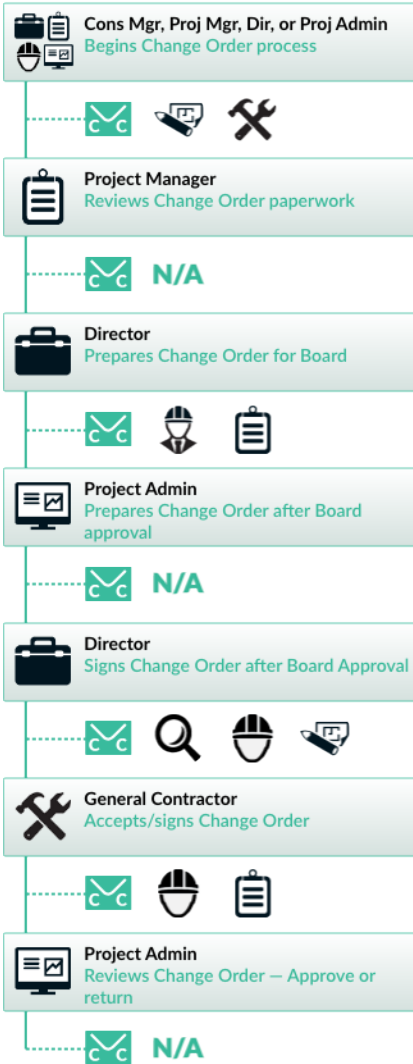 Cons Mgr, Proj Mgr, Dir, or Proj Admin
Begins Change Order process
C C
Project Manager
Reviews Change Order paperwork
C C N/A
Director
Prepares Change Order for Board
C C
Project Admin
Prepares Change Order after Board
approval
C C N/A
Director
Signs Change Order after Board Approval
C C
General Contractor
Accepts/signs Change Order
C C
Project Admin
Reviews Change Order — Approve or
return
C C N/A